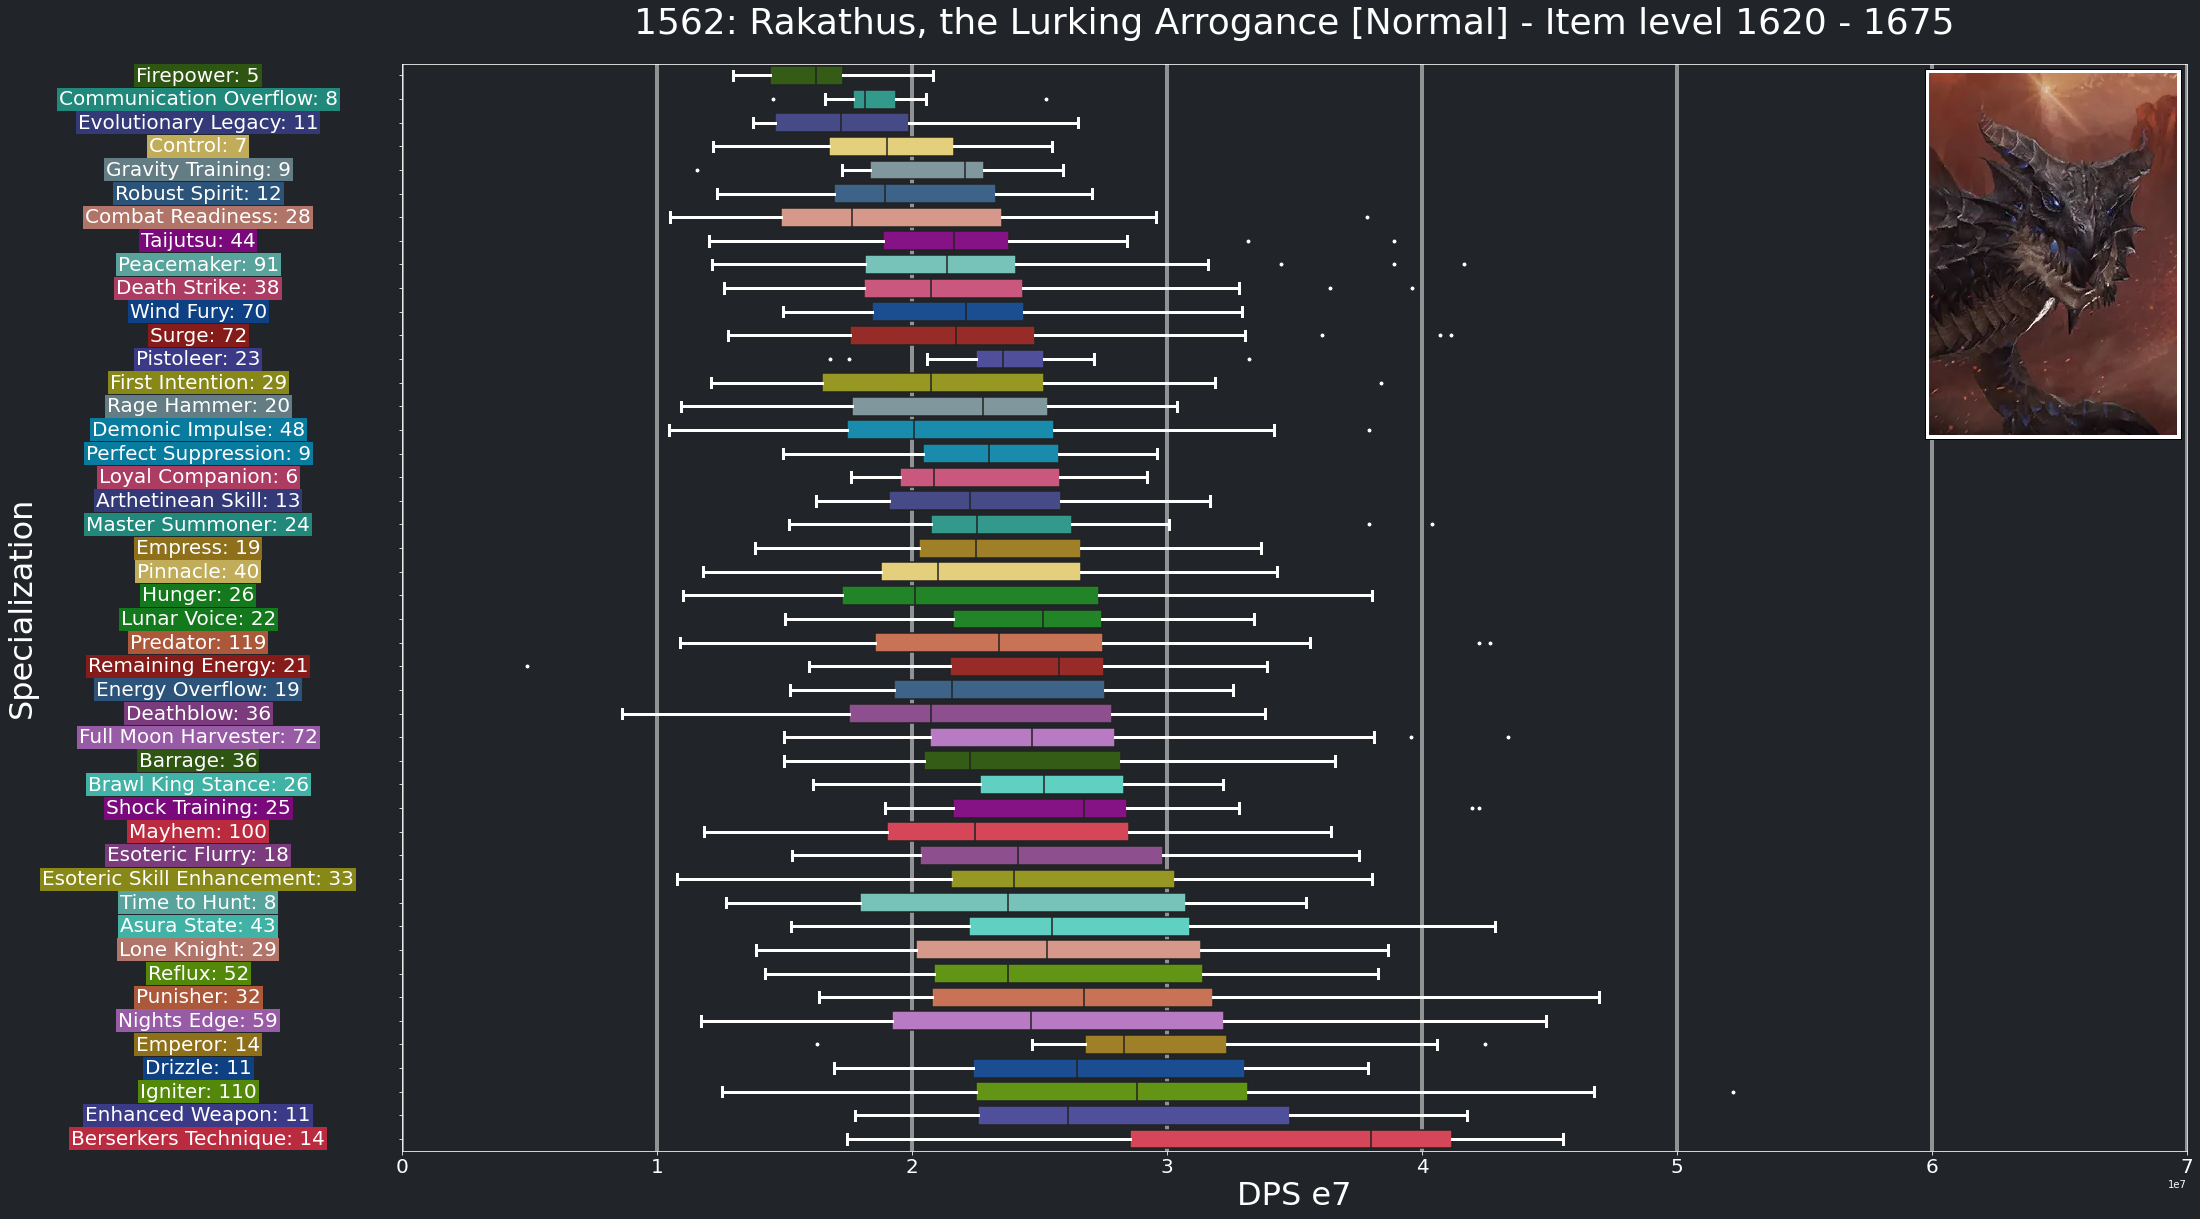 1562: Rakathus, the Lurking Arrogance [Normal] - Item level 1620 - 1675
Specialization
Firepower: 5
Communication Overflow: 8
Evolutionary Legacy: 11
Control: 7
Gravity Training: 9
Robust Spirit: 12
Combat Readiness: 28
Taijutsu: 44
Peacemaker: 91
Death Strike: 38
Wind Fury: 70
Surge: 72
Pistoleer: 23
First Intention: 29
Rage Hammer: 20
Demonic Impulse: 48
Perfect Suppression: 9
Loyal Companion: 6
Arthetinean Skill: 13
Master Summoner: 24
Empress: 19
Pinnacle: 40
Hunger: 26
Lunar Voice: 22
Predator: 119
Remaining Energy: 21
Energy Overflow: 19
Deathblow: 36
Full Moon Harvester: 72
Barrage: 36
Brawl King Stance: 26
Shock Training: 25
Mayhem: 100
Esoteric Flurry: 18
Esoteric Skill Enhancement: 33
Time to Hunt: 8
Asura State: 43
Lone Knight: 29
Reflux: 52
Punisher: 32
Nights Edge: 59
Emperor: 14
Drizzle: 11
Igniter: 110
Enhanced Weapon: 11
Berserkers Technique: 14
0 1 2 3 4 5 6 7
1e7
DPS e7